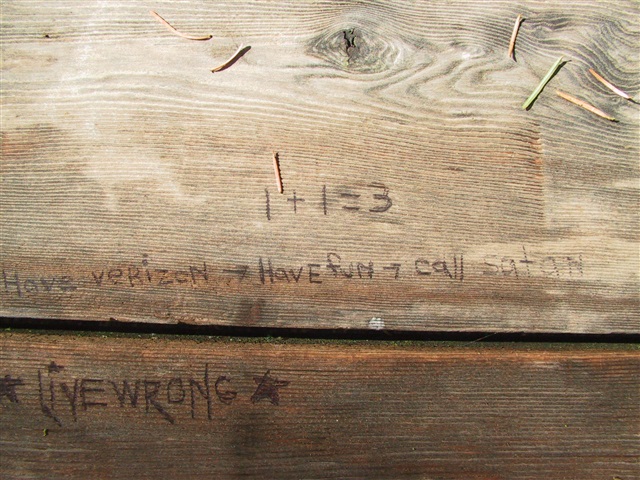 1+1=3
Have verizon → HavE fuN → call satan
★ liVEWRONG ★